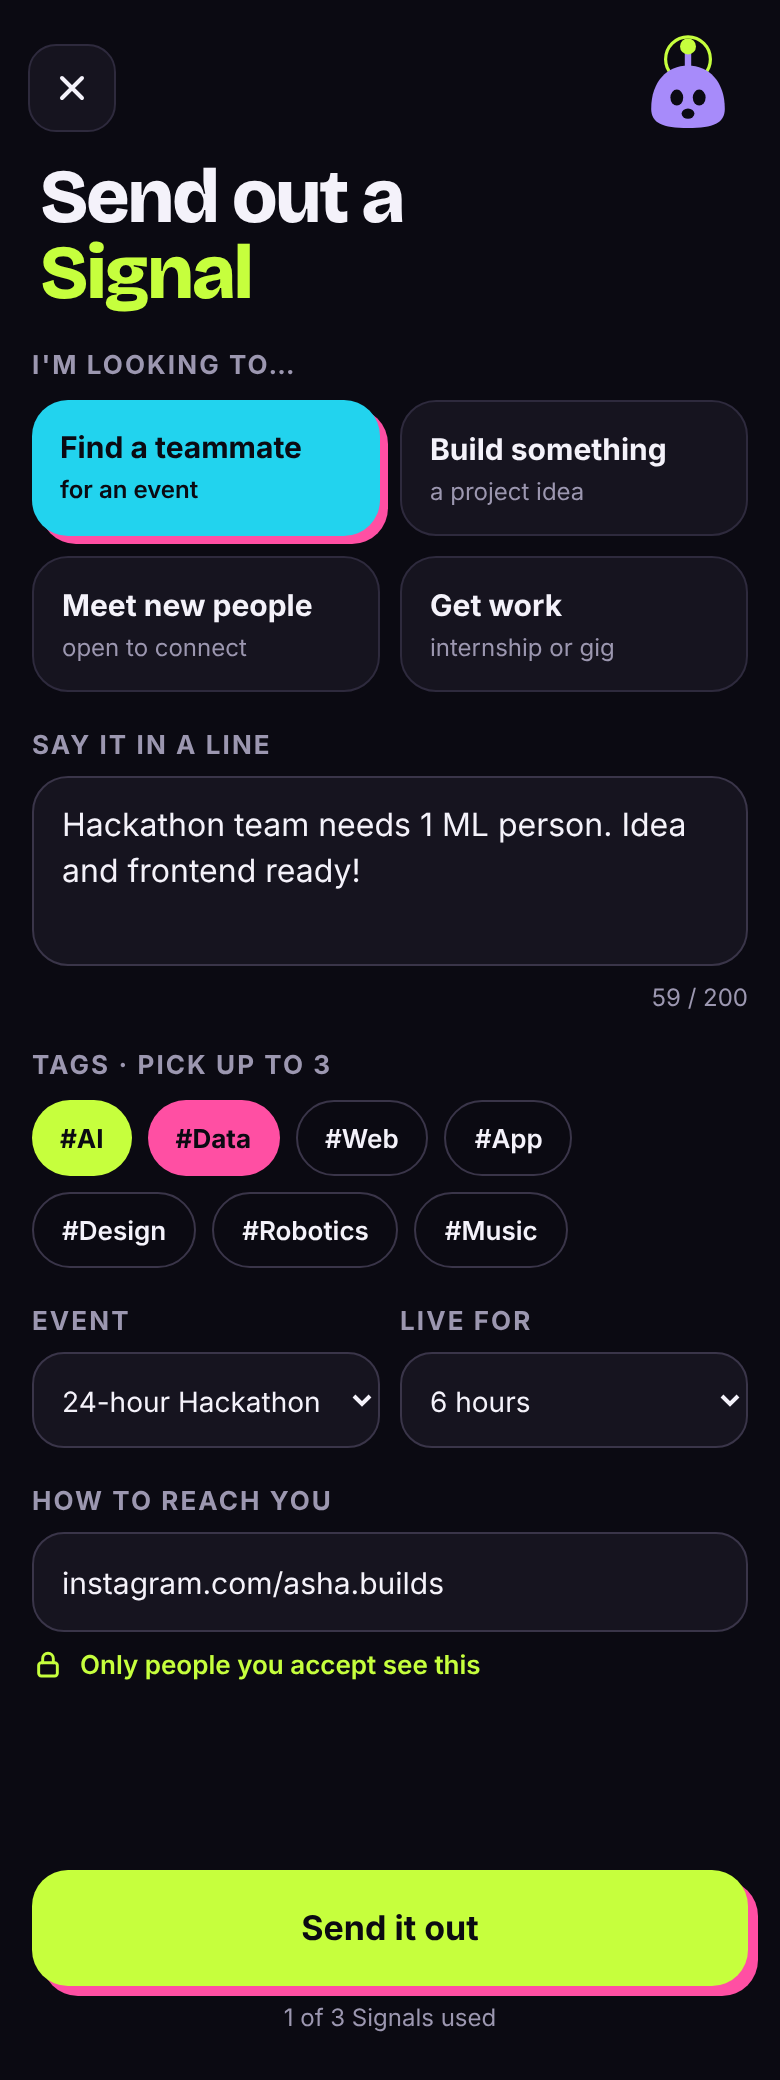 Send out a
Signal
I'M LOOKING TO...
Find a teammate
for an event
Build something
a project idea
Meet new people
open to connect
Get work
internship or gig
SAY IT IN A LINE
Hackathon team needs 1 ML person. Idea
and frontend ready!
59 / 200
TAGS · PICK UP TO 3
#AI #Data #Web #App
#Design #Robotics #Music
EVENT
24-hour Hackathon
LIVE FOR
6 hours
HOW TO REACH YOU
instagram.com/asha.builds
Only people you accept see this
Send it out
1 of 3 Signals used